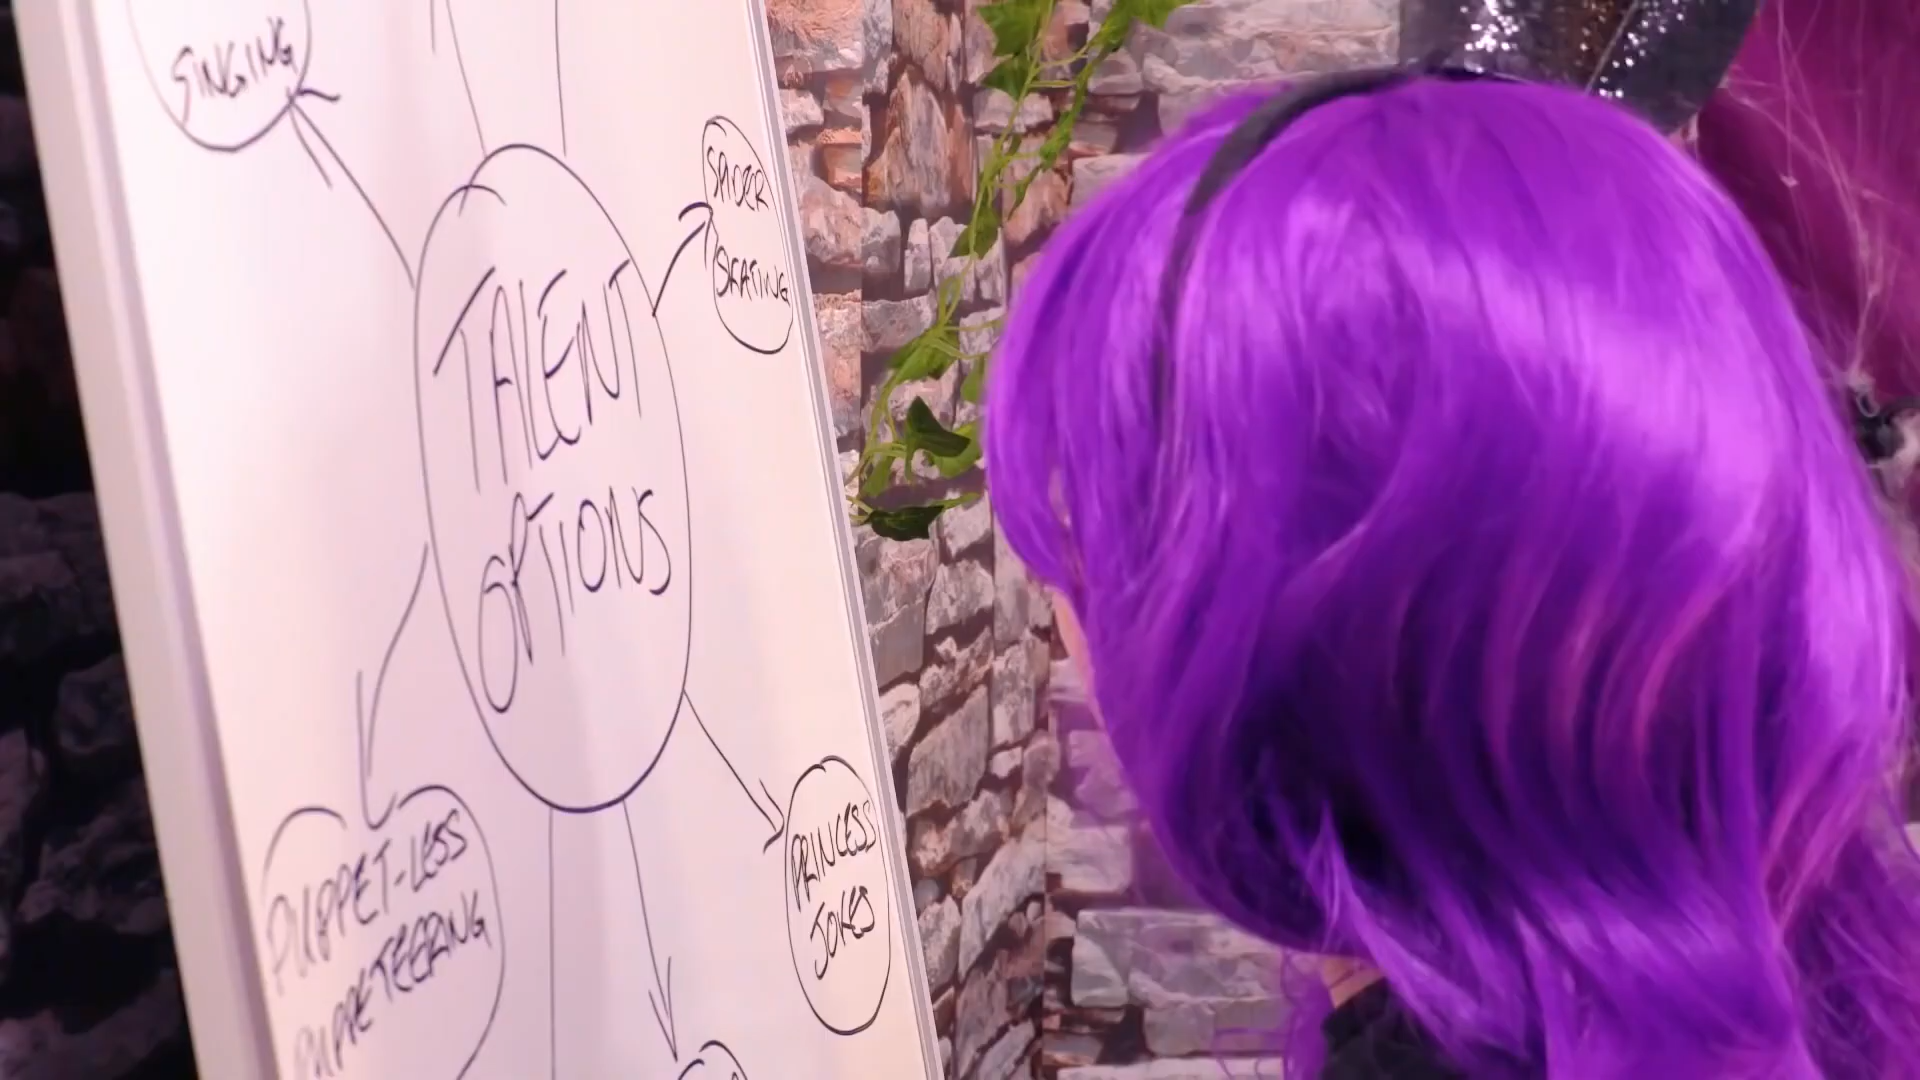 SINGING
SPIDER
SKATING
TALENT
OPTIONS
PUPPET-LESS
PUPPETEERING
PRINCESS
JOKES